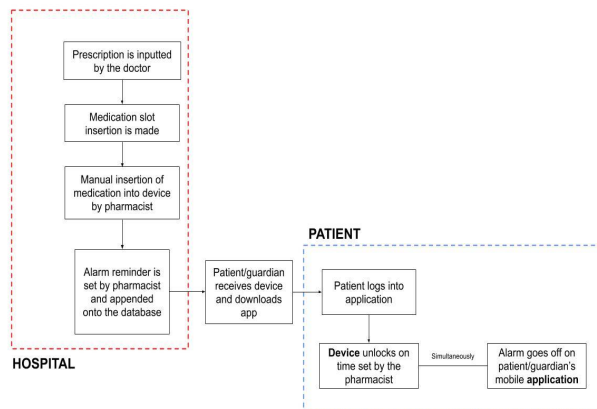 Prescription is inputted
by the doctor
Medication slot
insertion is made
Manual insertion of
medication into device
by pharmacist
Alarm reminder is
set by pharmacist
and appended
onto the database
HOSPITAL
Patient/guardian
receives device
and downloads
app
PATIENT
Patient logs into
application
Device unlocks on
time set by the
pharmacist
Simultaneously
Alarm goes off on
patient/guardian's
mobile application